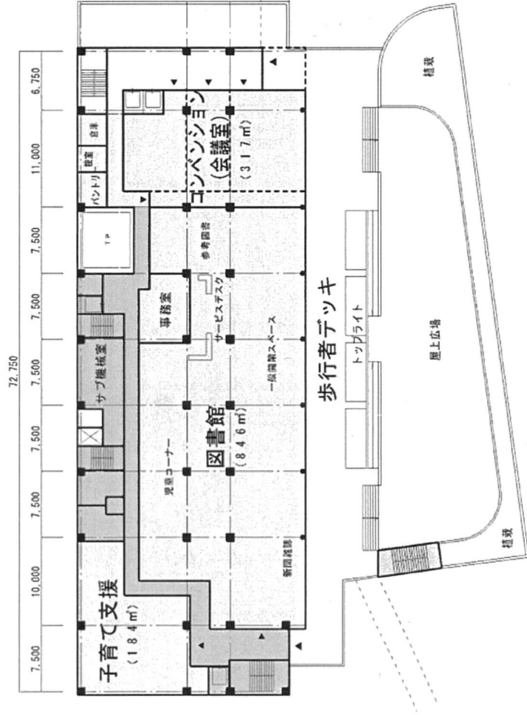 72,750
7,500
10,000
7,500
7,500
7,500
7,500
7,500
11,000
6,750
子育て支援
(184㎡)
サブ機械室
パントリ
倉庫
コンベンション
(会議室)
(317㎡)
事務室
児童コーナー
図書館
(846㎡)
サービスデスク
参考図書
新聞雑誌
一般開架スペース
歩行者デッキ
トップライト
屋上広場
植栽
植栽